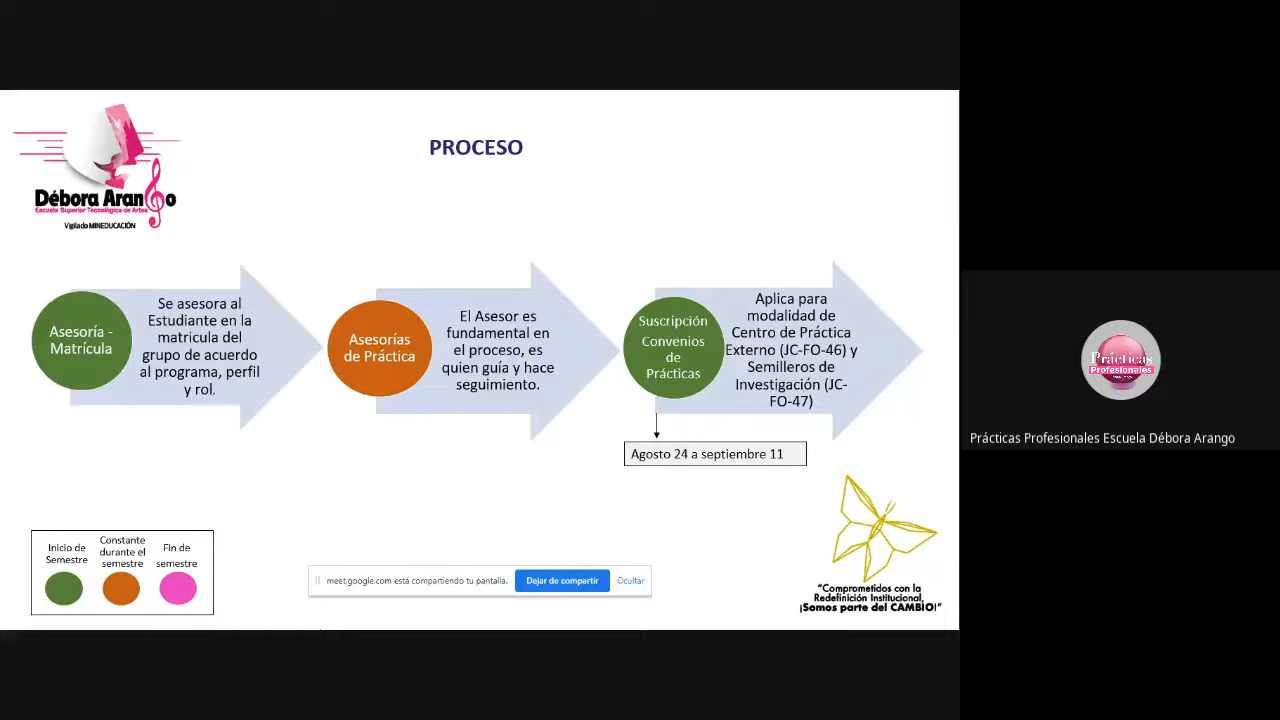 PROCESO
Débora Arango
Escuela Superior Tecnológica de Artes
Vigilado MINEDUCACIÓN
Asesoría -
Matrícula
Se asesora al
Estudiante en la
matricula del
grupo de acuerdo
al programa, perfil
y rol.
Asesorías
de Práctica
El Asesor es
fundamental en
el proceso, es
quien guía y hace
seguimiento.
Suscripción
Convenios
de
Prácticas
Aplica para
modalidad de
Centro de Práctica
Externo (JC-FO-46) y
Semilleros de
Investigación (JC-
FO-47)
Agosto 24 a septiembre 11
Inicio de
Semestre
Constante
durante el
semestre
Fin de
semestre
meet.google.com está compartiendo tu pantalla.
Dejar de compartir
Ocultar
“Comprometidos con la
Redefinición Institucional,
¡Somos parte del CAMBIO!”
Prácticas
Profesionales
Prácticas Profesionales Escuela Débora Arango